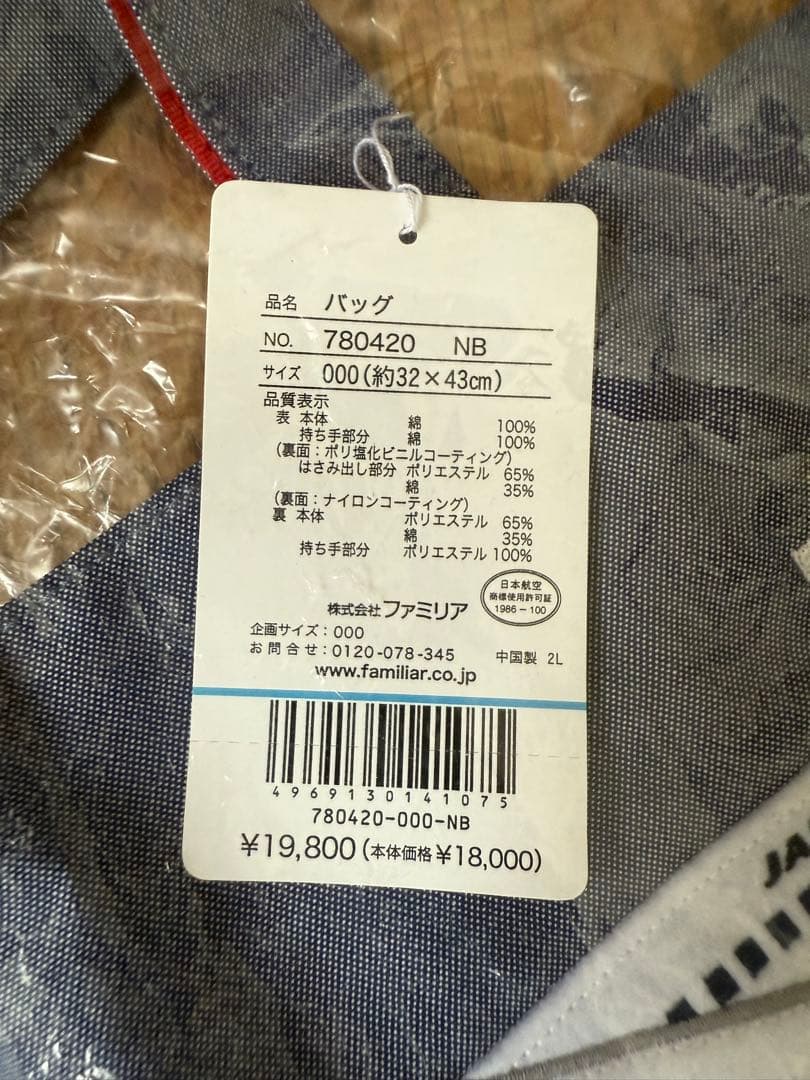 品名 バッグ
NO. 780420 NB
サイズ 000(約32×43cm)
品質表示
表 本体 綿 100%
持ち手部分 綿 100%
(裏面:ポリ塩化ビニルコーティング)
はさみ出し部分 ポリエステル 65%
綿 35%
(裏面:ナイロンコーティング)
裏 本体 ポリエステル 65%
綿 35%
持ち手部分 ポリエステル 100%
日本航空
商標使用許可証
1986-100
株式会社ファミリア
企画サイズ:000
お問合せ:0120-078-345 中国製 2L
www.familiar.co.jp
4969130141075
780420-000-NB
¥19,800(本体価格¥18,000)
JA